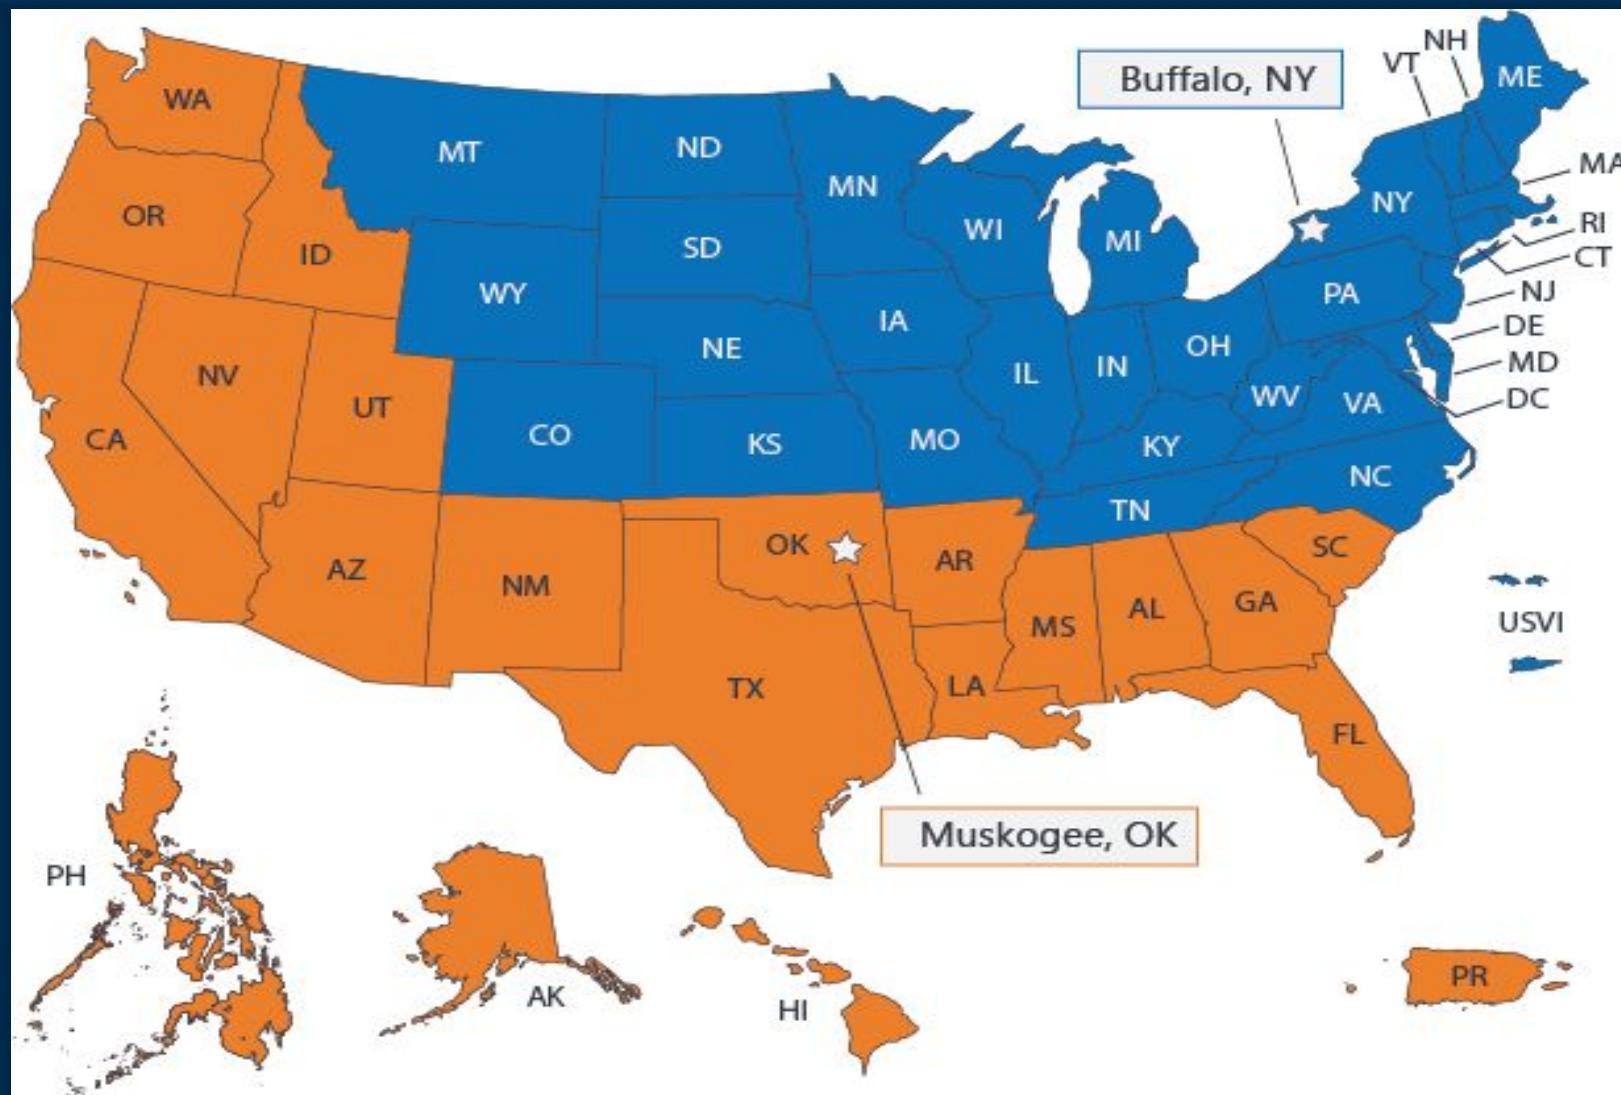 NH
VT
ME
WA
Buffalo, NY
MT
ND
MN
MA
OR
NY
RI
WI
MI
SD
ID
CT
WY
PA
NJ
IA
DE
NE
OH
MD
IN
IL
NV
WV
DC
UT
VA
CO
CA
KS
MO
KY
NC
TN
OK
SC
AR
AZ
NM
GA
AL
USVI
MS
LA
TX
FL
Muskogee, OK
PH
PR
AK
HI